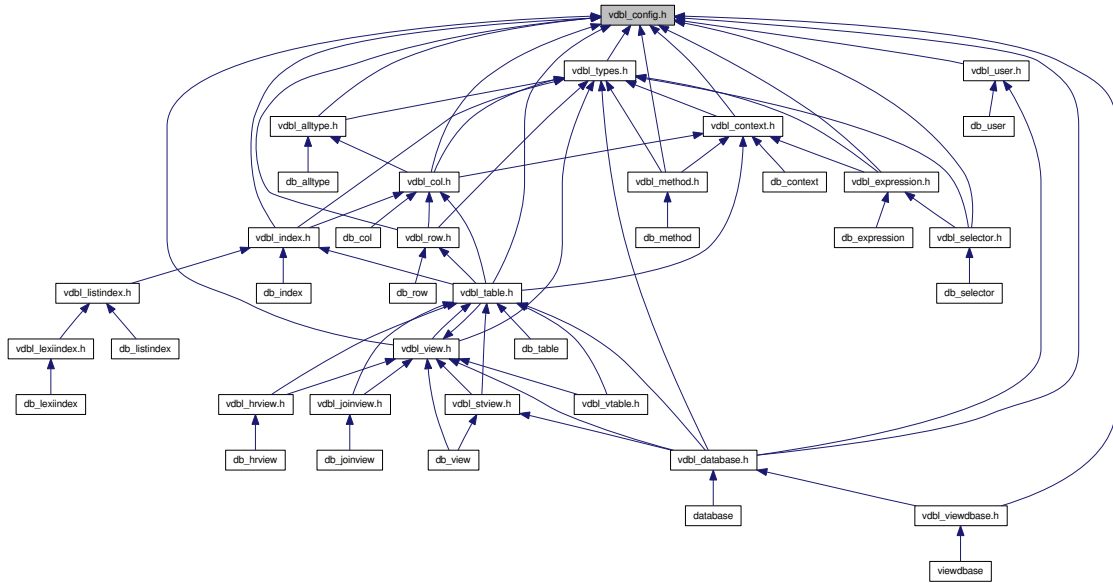 vdbl_config.h
vdbl_types.h
vdbl_user.h
vdbl_alltype.h
vdbl_context.h
db_user
db_alltype
vdbl_col.h
vdbl_method.h
db_context
vdbl_expression.h
vdbl_index.h
db_col
vdbl_row.h
db_method
db_expression
vdbl_selector.h
vdbl_listindex.h
db_index
db_row
vdbl_table.h
db_selector
vdbl_lexiindex.h
db_listindex
vdbl_view.h
db_table
db_lexiindex
vdbl_hrview.h
vdbl_joinview.h
vdbl_stview.h
vdbl_vtable.h
db_hrview
db_joinview
db_view
vdbl_database.h
database
vdbl_viewdbase.h
viewdbase